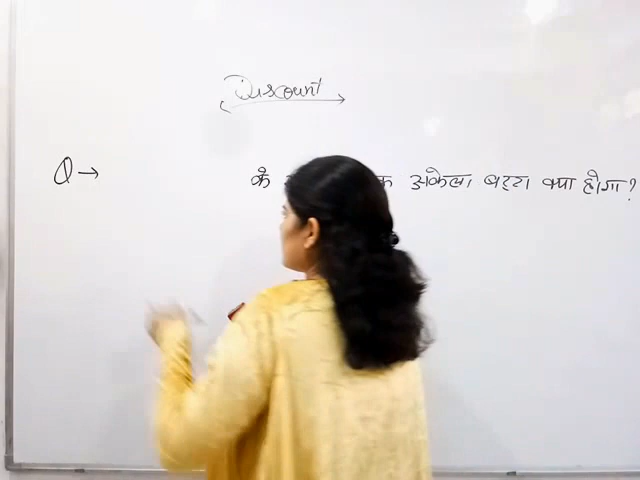 Discount
Q → के अकेला बट्टा क्या होगा?